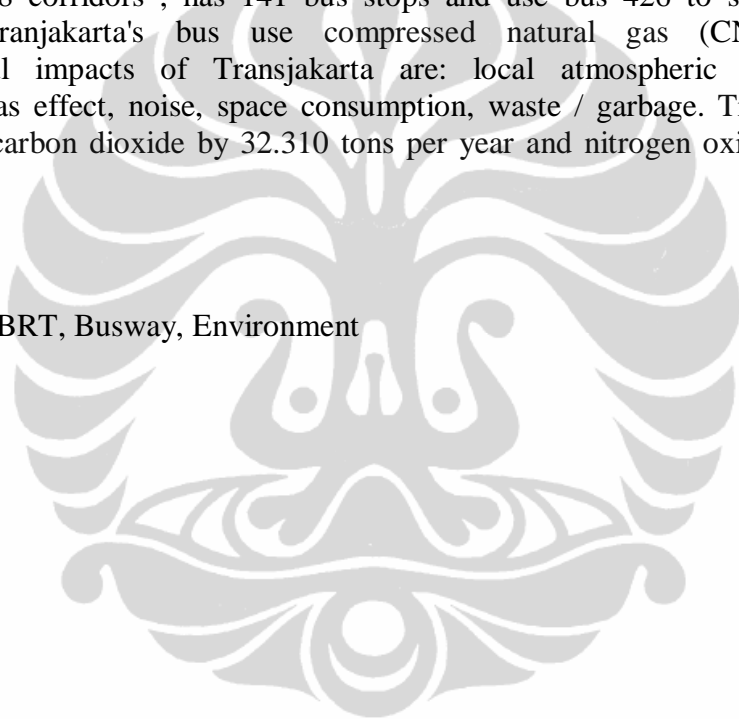 8 corridors , has 141 bus stops and use bus 426 to s
ranjakarta's bus use compressed natural gas (CN
l impacts of Transjakarta are: local atmospheric
as effect, noise, space consumption, waste / garbage. T
carbon dioxide by 32.310 tons per year and nitrogen oxi
BRT, Busway, Environment